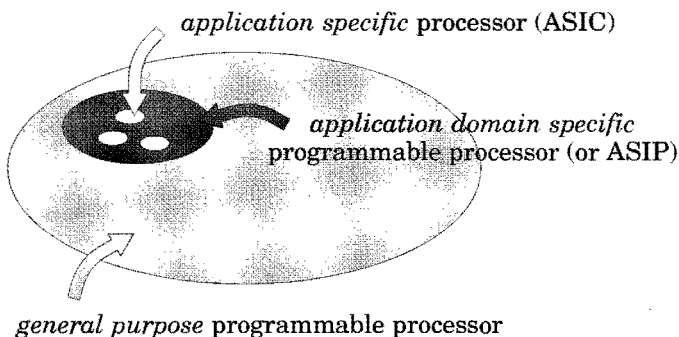 application specific processor (ASIC)
application domain specific
programmable processor (or ASIP)
general purpose programmable processor